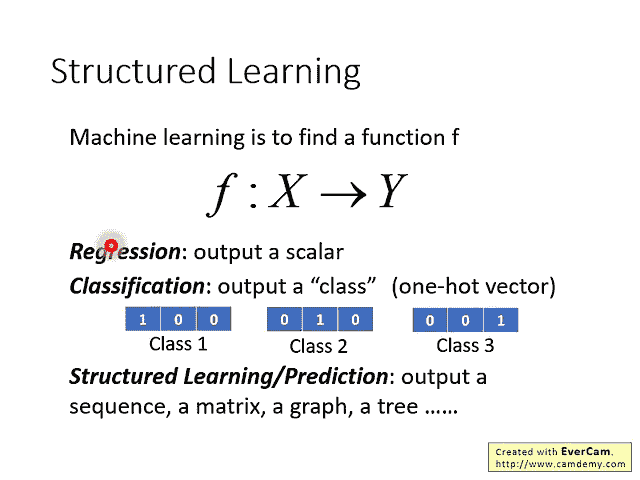 Structured Learning
Machine learning is to find a function f
f : X → Y
Regression: output a scalar
Classification: output a “class” (one-hot vector)
1 0 0 0 1 0 0 0 1
Class 1 Class 2 Class 3
Structured Learning/Prediction: output a
sequence, a matrix, a graph, a tree ……
Created with EverCam.
http://www.camdemy.com